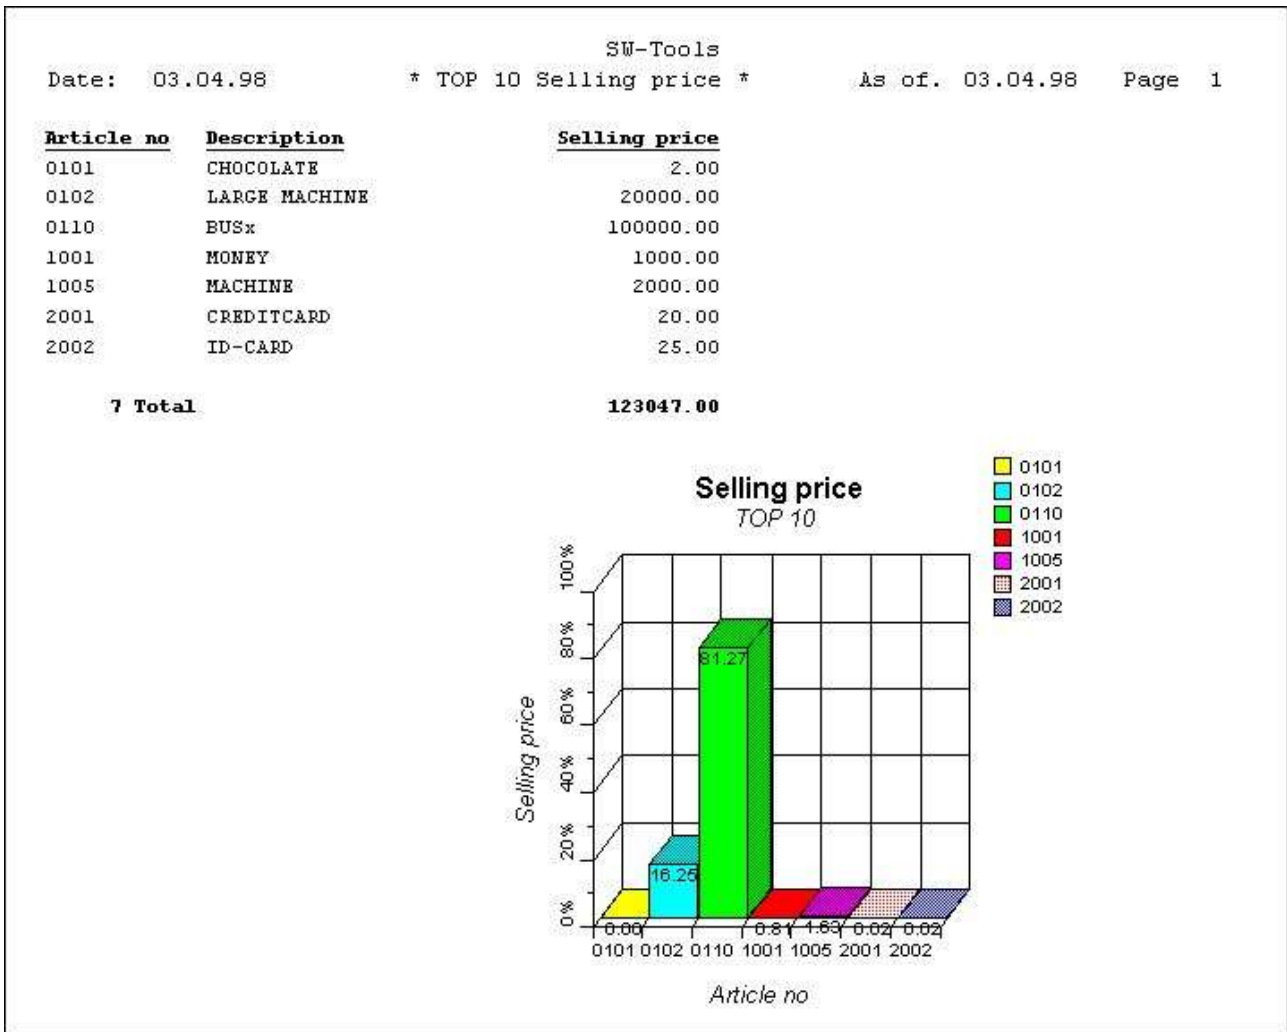 SW-Tools
Date: 03.04.98 * TOP 10 Selling price * As of. 03.04.98 Page 1
Article no Description Selling price
0101 CHOCOLATE 2.00
0102 LARGE MACHINE 20000.00
0110 BUSx 100000.00
1001 MONEY 1000.00
1005 MACHINE 2000.00
2001 CREDITCARD 20.00
2002 ID-CARD 25.00
7 Total 123047.00
Selling price
TOP 10
0101
0102
0110
1001
1005
2001
2002
100%
80%
60%
40%
20%
0%
Selling price
81.27
16.25
0.00 0.81 1.63 0.02 0.02
0101 0102 0110 1001 1005 2001 2002
Article no